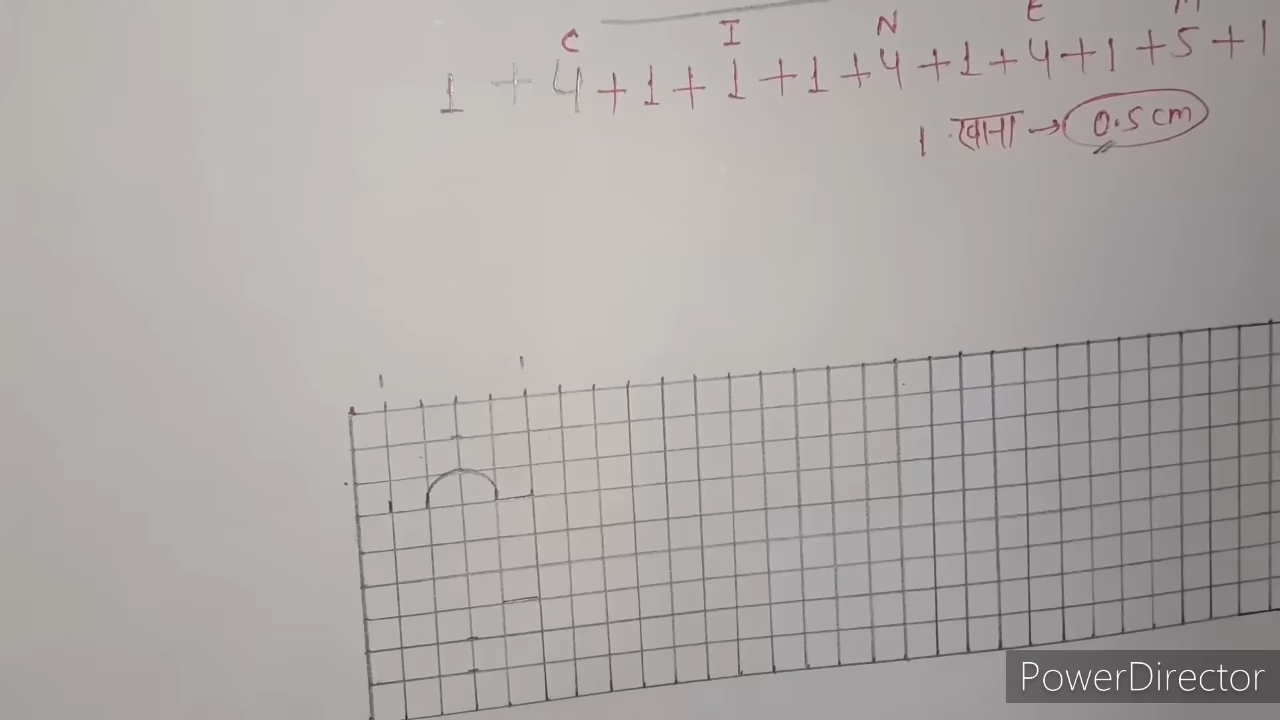 C I N E M
1 + 4 + 1 + 1 + 1 + 4 + 1 + 4 + 1 + 5 + 1
1 खाना → 0.5 cm
PowerDirector